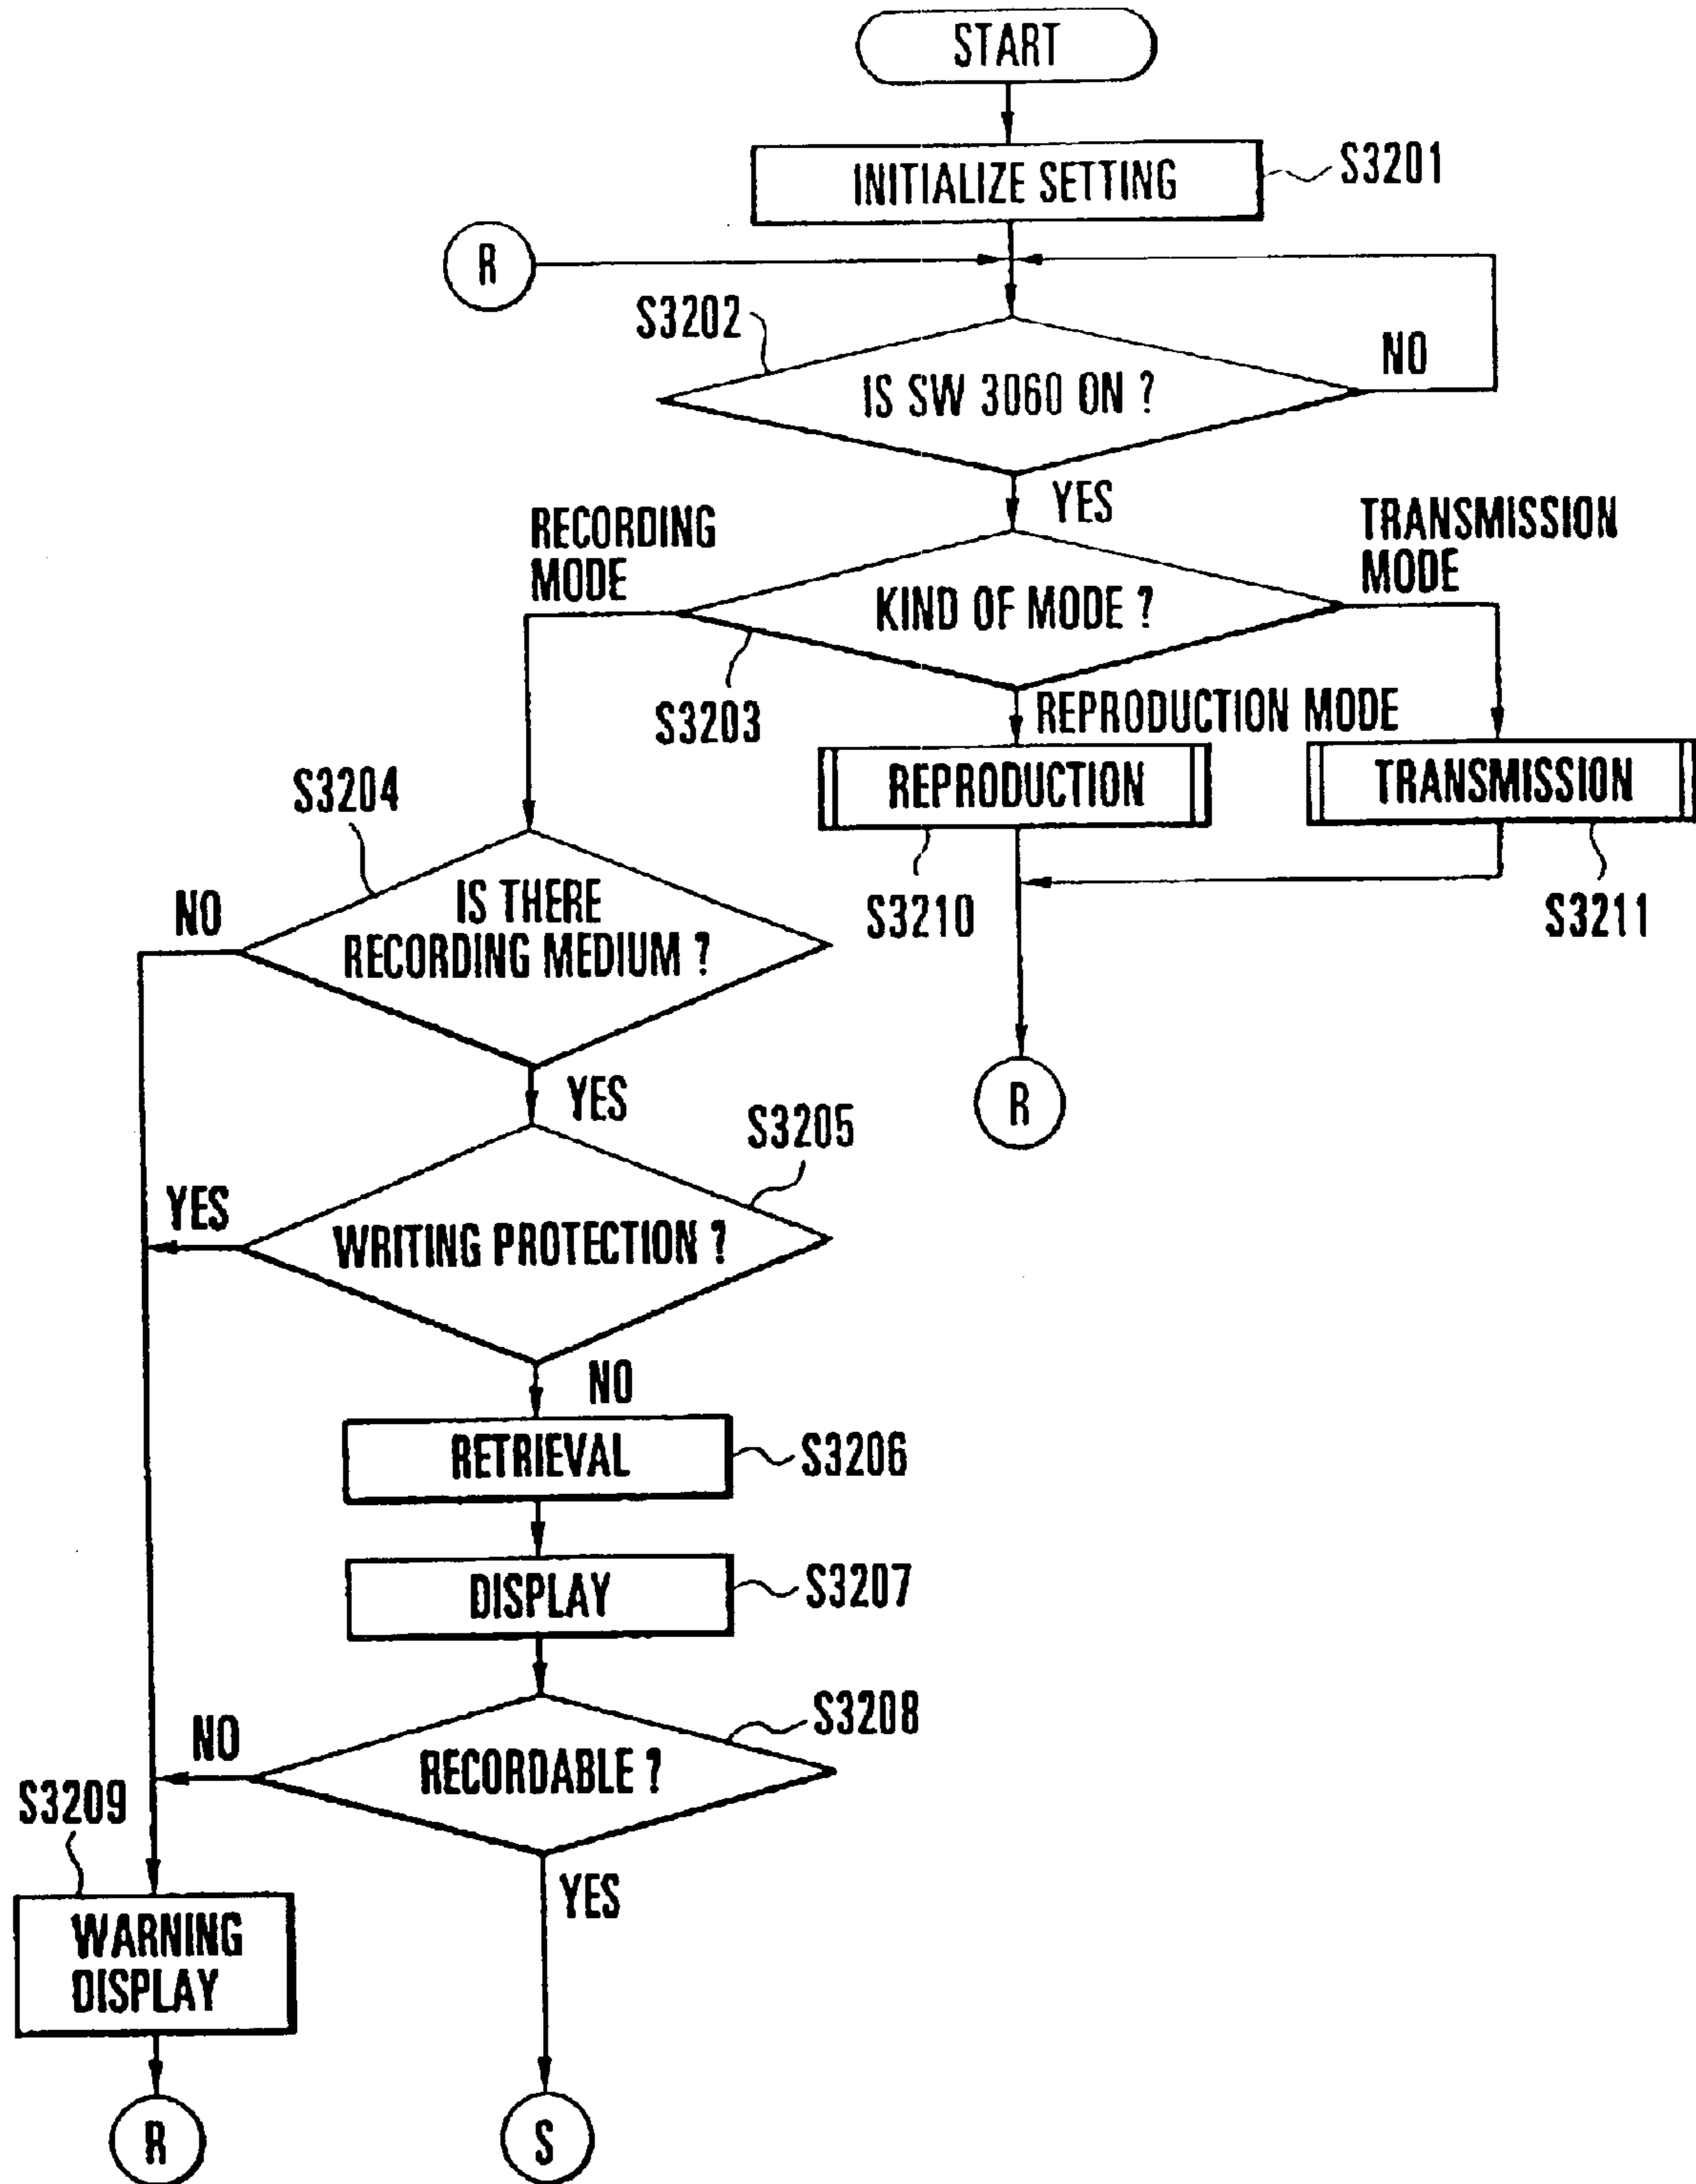 START
INITIALIZE SETTING
S3201
R
S3202
IS SW 3060 ON ?
NO
YES
RECORDING
MODE
TRANSMISSION
MODE
KIND OF MODE ?
S3203
REPRODUCTION MODE
REPRODUCTION
TRANSMISSION
S3210
S3211
R
S3204
NO
IS THERE
RECORDING MEDIUM ?
YES
S3205
YES
WRITING PROTECTION ?
NO
RETRIEVAL
S3206
DISPLAY
S3207
S3208
NO
RECORDABLE ?
S3209
YES
WARNING
DISPLAY
R
S